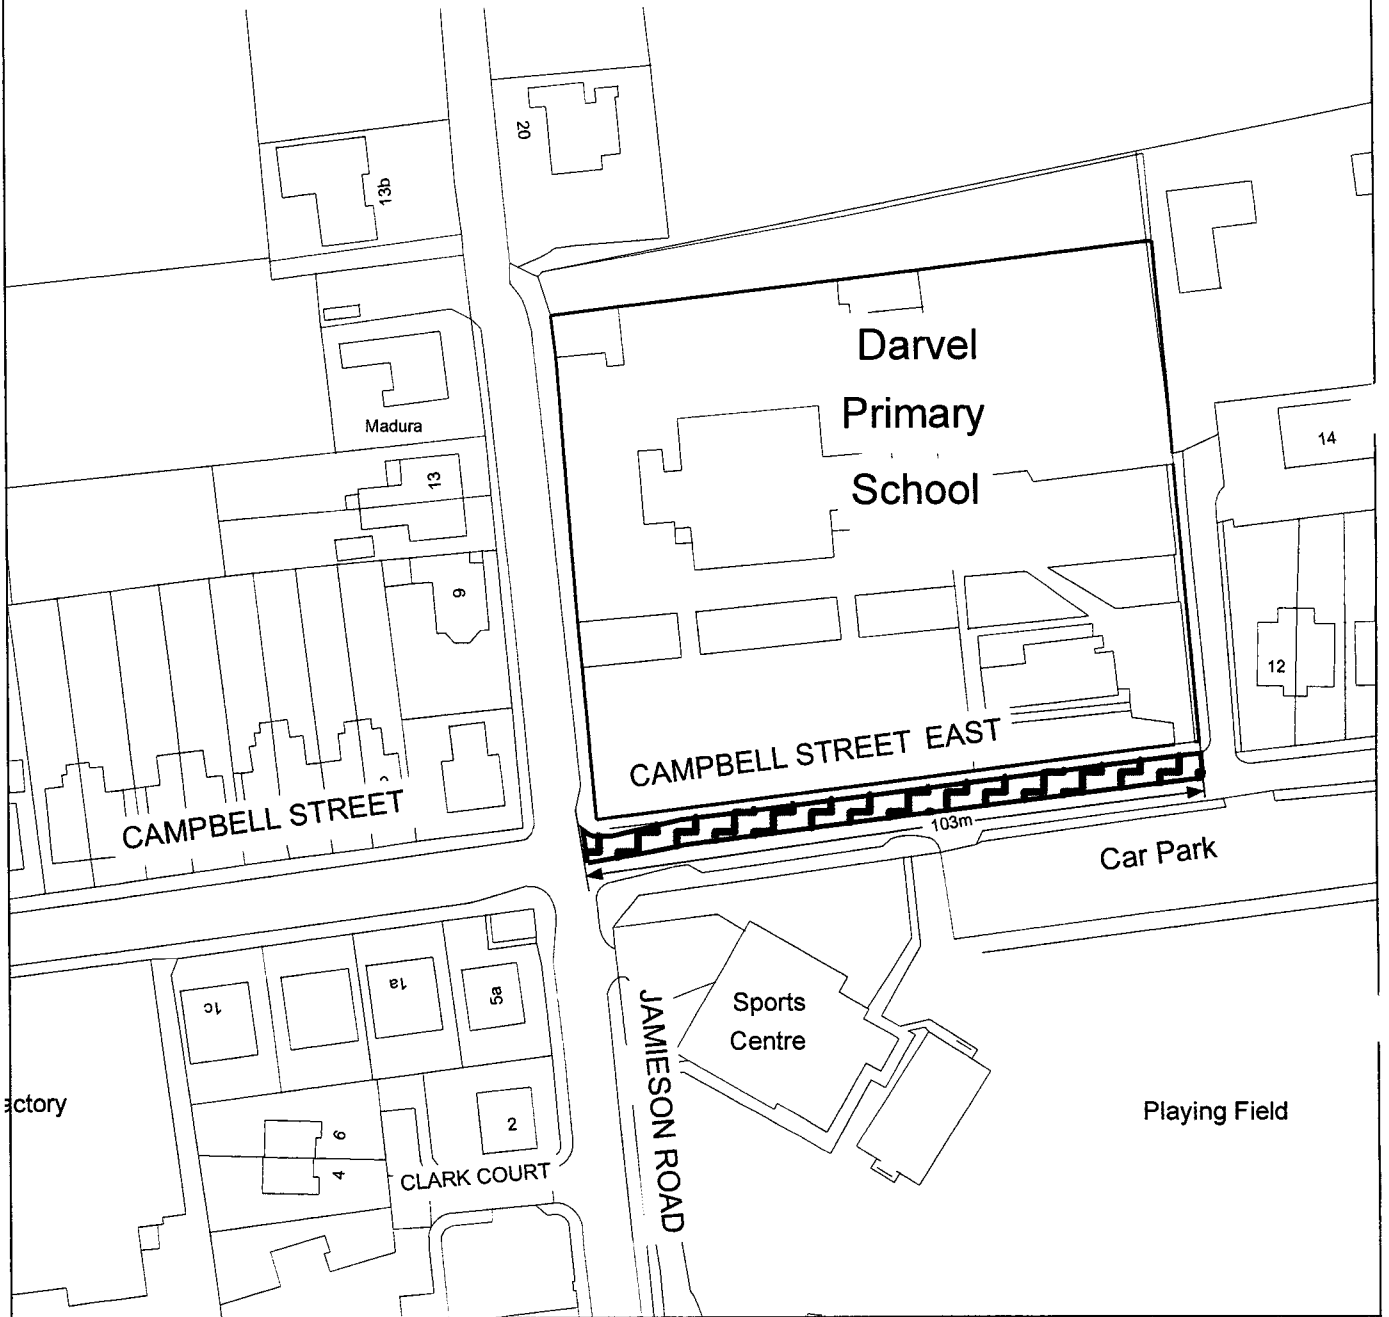 20
13b
Darvel
Primary
School
Madura
14
13
9
12
CAMPBELL STREET EAST
CAMPBELL STREET
103m
Car Park
1c
1a
5a
Sports
Centre
JAMIESON ROAD
Playing Field
2
6
4
CLARK COURT